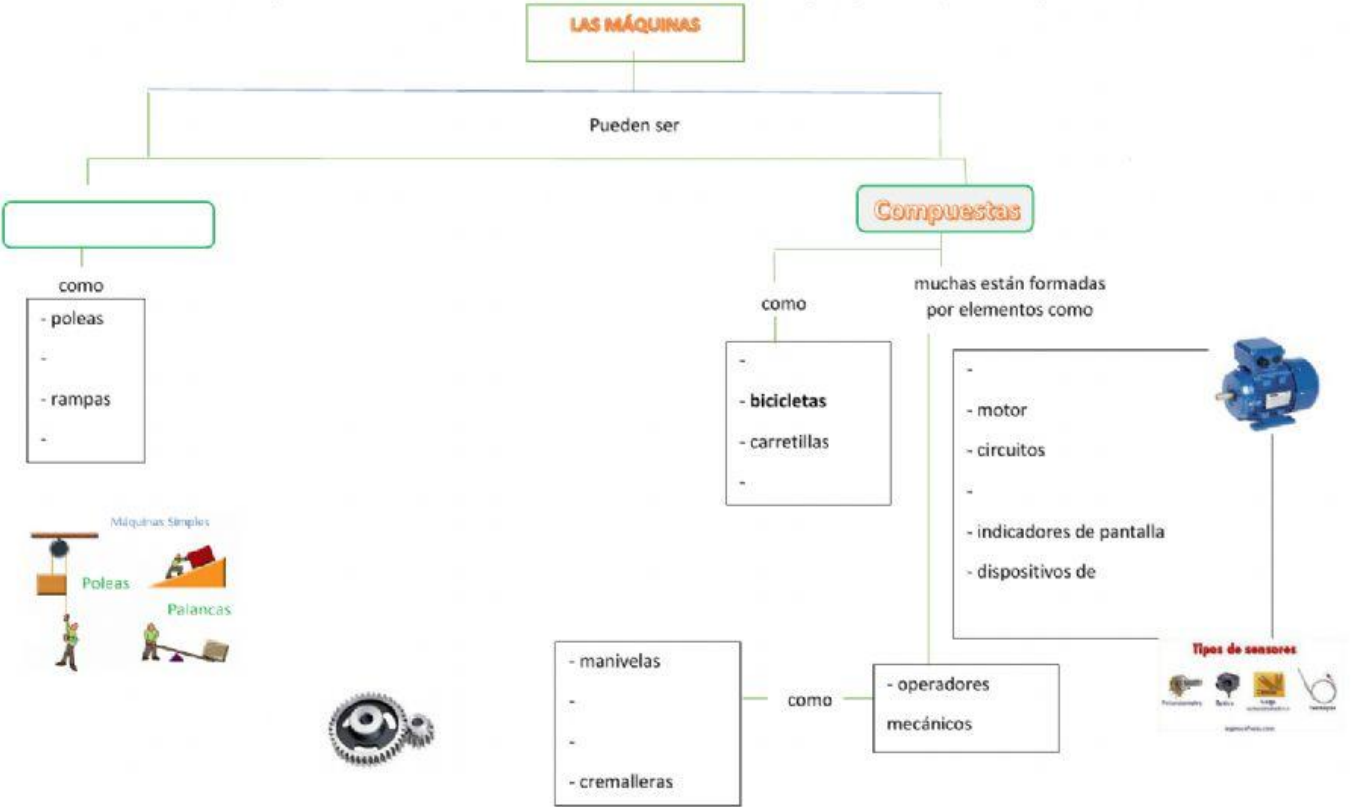 LAS MÁQUINAS
Pueden ser
Compuestas
como
- poleas
-
- rampas
-
Máquinas Simples
Poleas
Palancas
como
-
- bicicletas
- carretillas
-
muchas están formadas
por elementos como
-
- motor
- circuitos
-
- indicadores de pantalla
- dispositivos de
Tipos de sensores
- operadores
mecánicos
como
- manivelas
-
-
- cremalleras